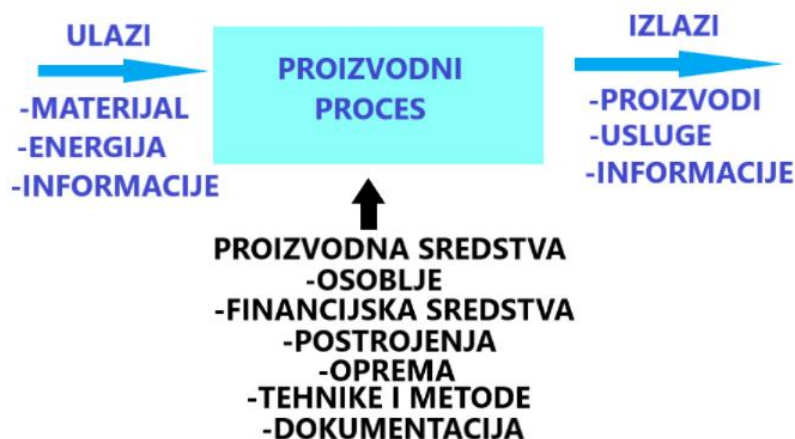 ULAZI
-MATERIJAL
-ENERGIJA
-INFORMACIJE
PROIZVODNI
PROCES
IZLAZI
-PROIZVODI
-USLUGE
-INFORMACIJE
PROIZVODNA SREDSTVA
-OSOBLJE
-FINANCIJSKA SREDSTVA
-POSTROJENJA
-OPREMA
-TEHNIKE I METODE
-DOKUMENTACIJA